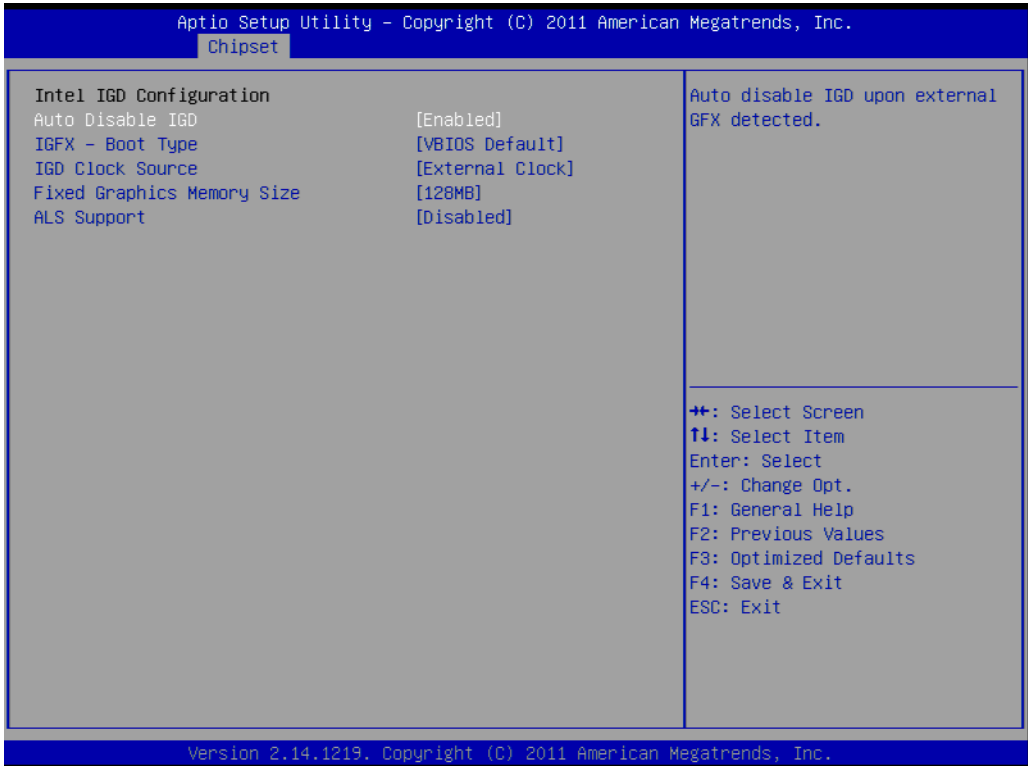 Aptio Setup Utility – Copyright (C) 2011 American Megatrends, Inc.
Chipset
Intel IGD Configuration
Auto Disable IGD [Enabled]
IGFX – Boot Type [VBIOS Default]
IGD Clock Source [External Clock]
Fixed Graphics Memory Size [128MB]
ALS Support [Disabled]
Auto disable IGD upon external
GFX detected.
→←: Select Screen
↑↓: Select Item
Enter: Select
+/-: Change Opt.
F1: General Help
F2: Previous Values
F3: Optimized Defaults
F4: Save & Exit
ESC: Exit
Version 2.14.1219. Copyright (C) 2011 American Megatrends, Inc.